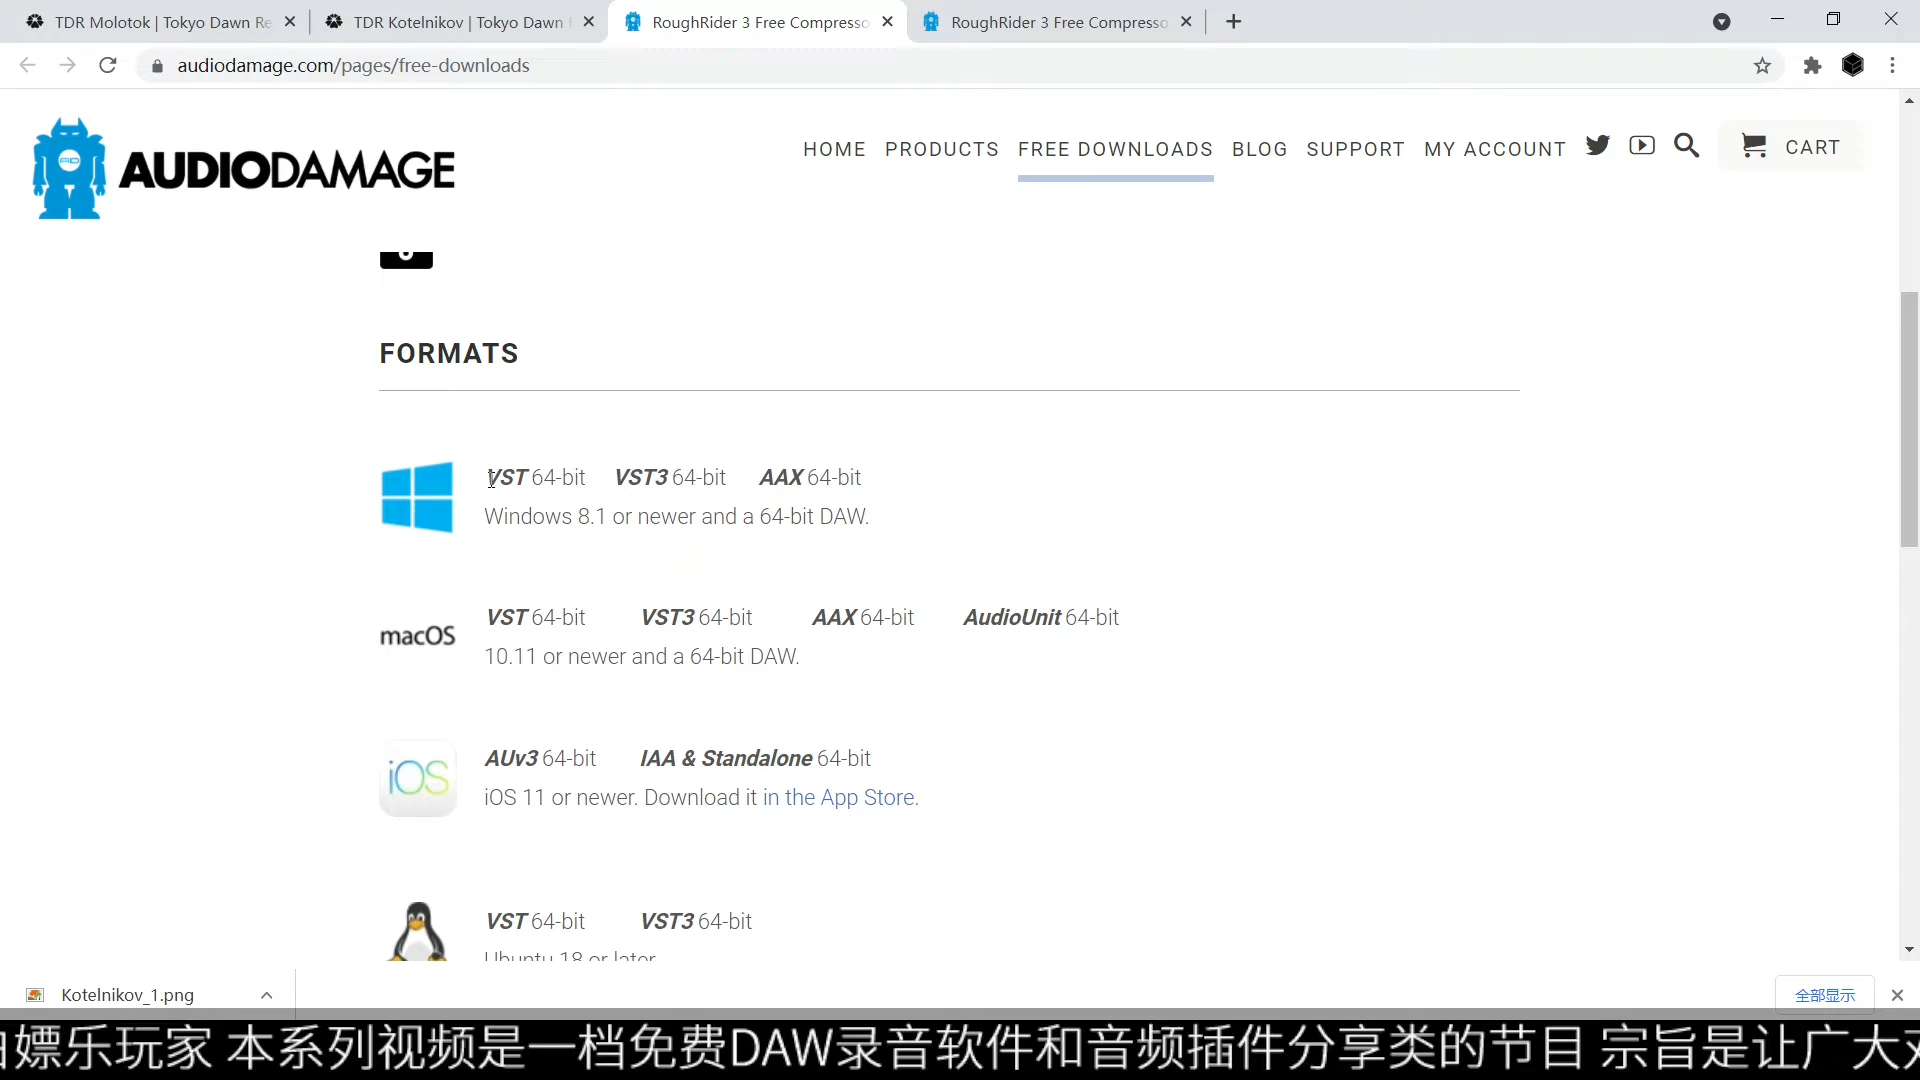 TDR Molotok | Tokyo Dawn Re
TDR Kotelnikov | Tokyo Dawn
RoughRider 3 Free Compresso
RoughRider 3 Free Compresso
audiodamage.com/pages/free-downloads
AD
AUDIODAMAGE
HOME PRODUCTS FREE DOWNLOADS BLOG SUPPORT MY ACCOUNT CART
FORMATS
VST 64-bit VST3 64-bit AAX 64-bit
Windows 8.1 or newer and a 64-bit DAW.
macOS
VST 64-bit VST3 64-bit AAX 64-bit AudioUnit 64-bit
10.11 or newer and a 64-bit DAW.
iOS
AUv3 64-bit IAA & Standalone 64-bit
iOS 11 or newer. Download it in the App Store.
VST 64-bit VST3 64-bit
Ubuntu 18 or later
Kotelnikov_1.png
全部显示
嫖乐玩家 本系列视频是一档免费DAW录音软件和音频插件分享类的节目 宗旨是让广大